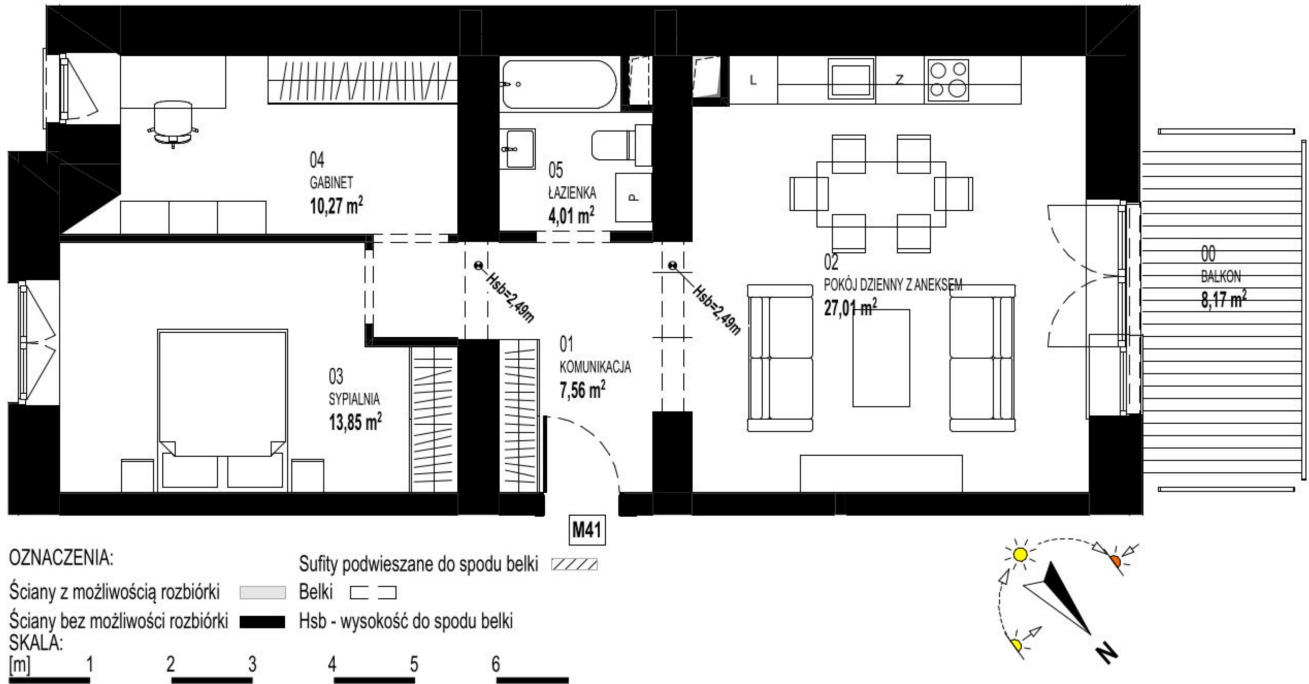 L
Z
04
GABINET
10,27 m²
05
ŁAZIENKA
4,01 m²
P
02
POKÓJ DZIENNY Z ANEKSEM
27,01 m²
00
BALKON
8,17 m²
Hsb=2,49m
Hsb=2,49m
01
KOMUNIKACJA
7,56 m²
03
SYPIALNIA
13,85 m²
M41
OZNACZENIA:
Sufity podwieszane do spodu belki
Ściany z możliwością rozbiórki
Belki
Ściany bez możliwości rozbiórki
Hsb - wysokość do spodu belki
SKALA:
[m] 1 2 3 4 5 6
N